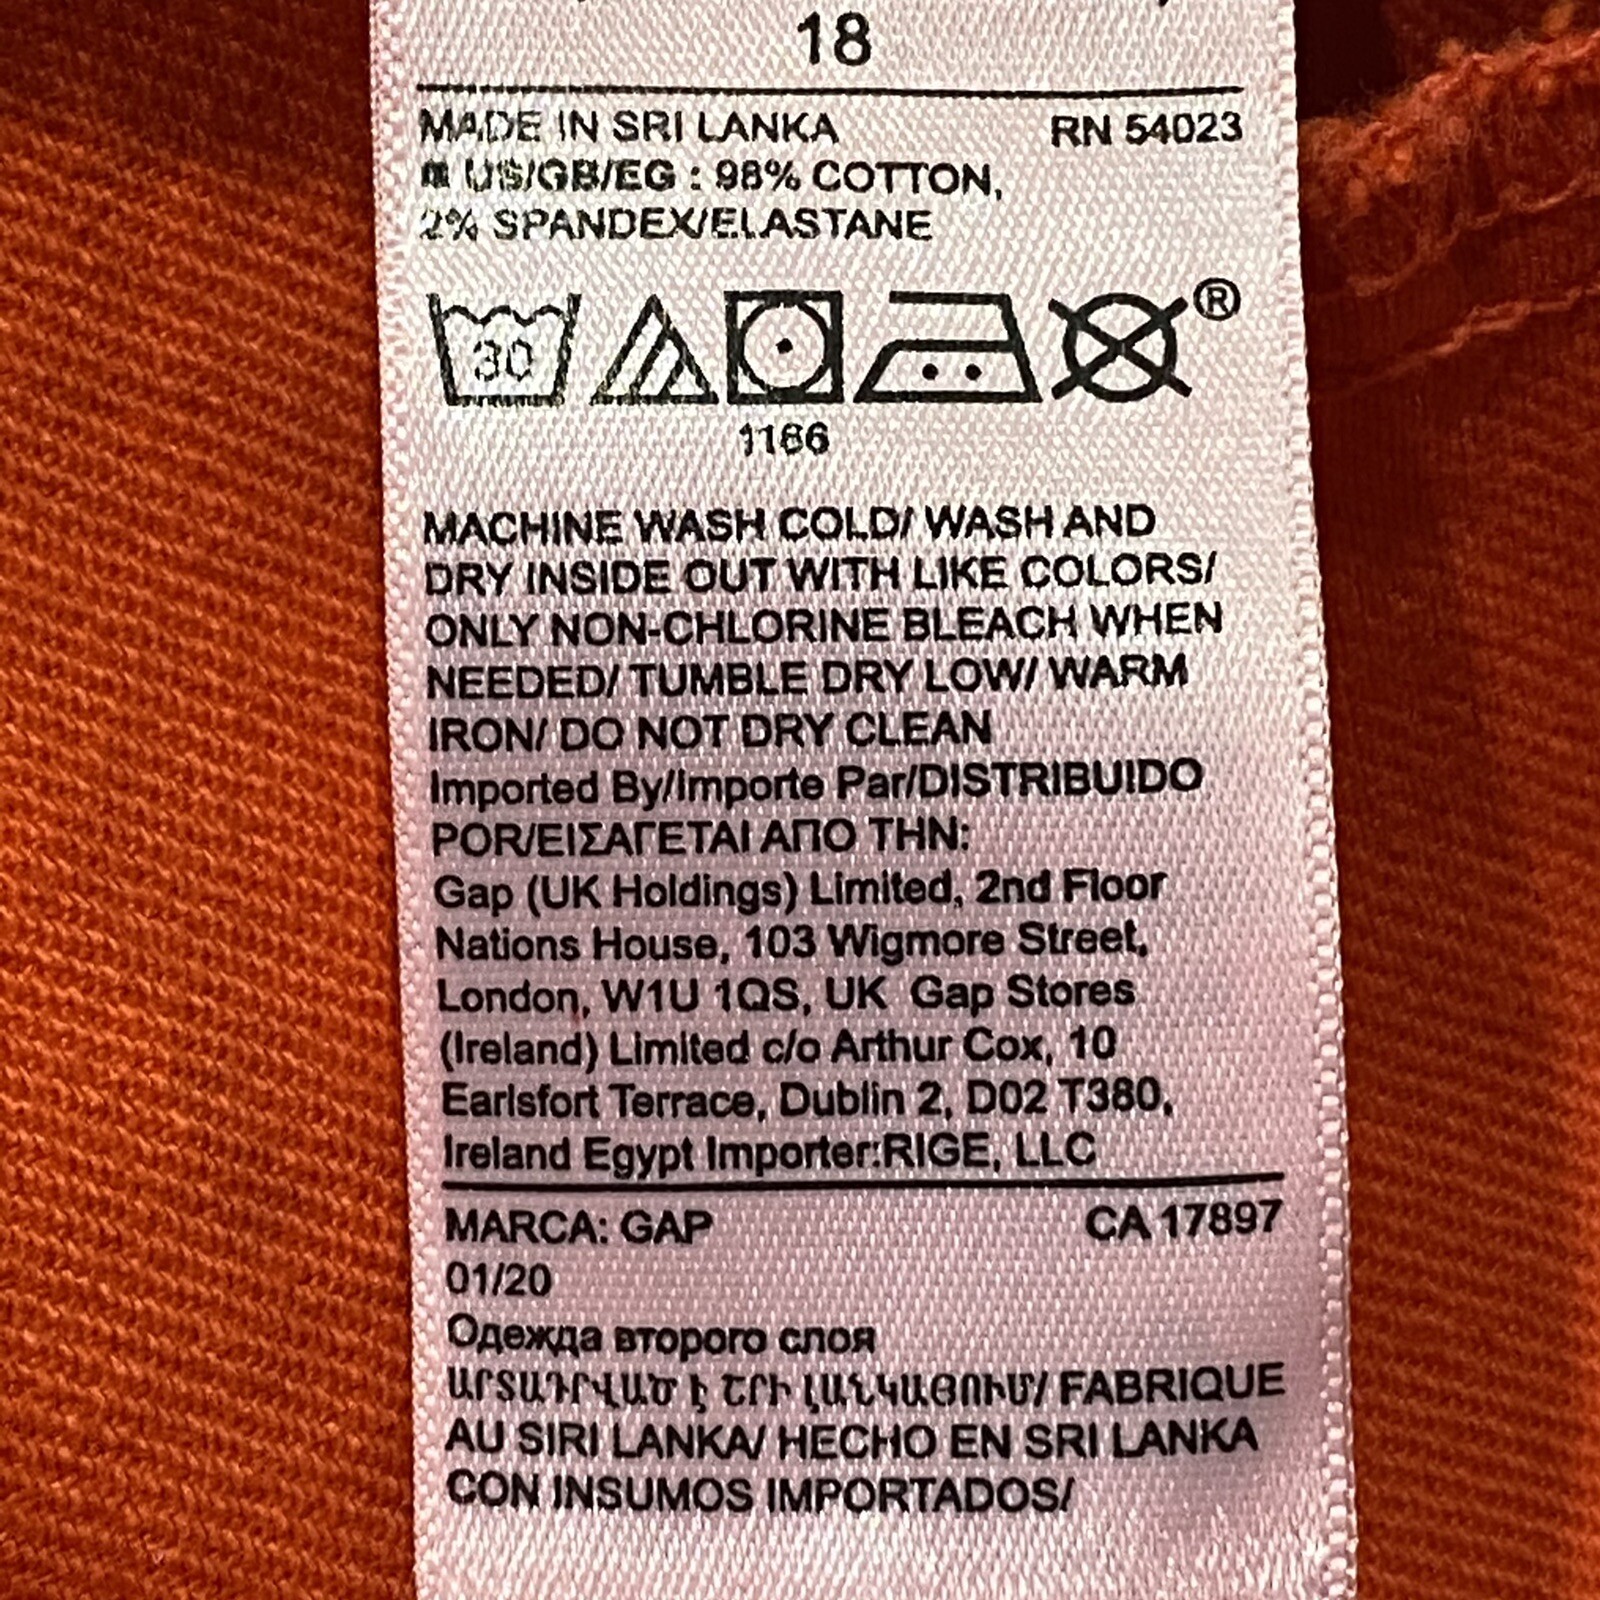 18
MADE IN SRI LANKA RN 54023
US/GB/EG : 98% COTTON,
2% SPANDEX/ELASTANE
30
®
1166
MACHINE WASH COLD/ WASH AND
DRY INSIDE OUT WITH LIKE COLORS/
ONLY NON-CHLORINE BLEACH WHEN
NEEDED/ TUMBLE DRY LOW/ WARM
IRON/ DO NOT DRY CLEAN
Imported By/Importe Par/DISTRIBUIDO
POR/ΕΙΣΑΓΕΤΑΙ ΑΠΟ ΤΗΝ:
Gap (UK Holdings) Limited, 2nd Floor
Nations House, 103 Wigmore Street,
London, W1U 1QS, UK Gap Stores
(Ireland) Limited c/o Arthur Cox, 10
Earlsfort Terrace, Dublin 2, D02 T380,
Ireland Egypt Importer:RIGE, LLC
MARCA: GAP CA 17897
01/20
Одежда второго слоя
ԱՐՏԱԴՐՎԱԾ Է ՇՐԻ ԼԱՆԿԱՅՈՒՄ/ FABRIQUE
AU SIRI LANKA/ HECHO EN SRI LANKA
CON INSUMOS IMPORTADOS/